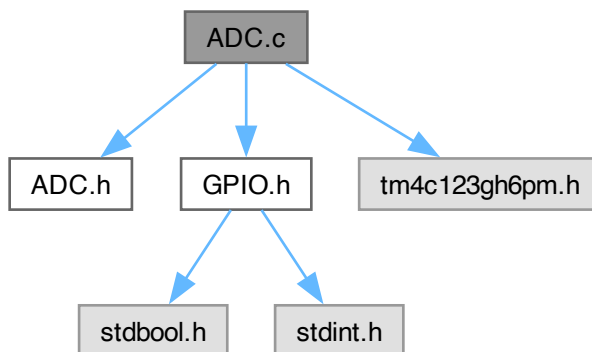 ADC.c
ADC.h
GPIO.h
tm4c123gh6pm.h
stdbool.h
stdint.h